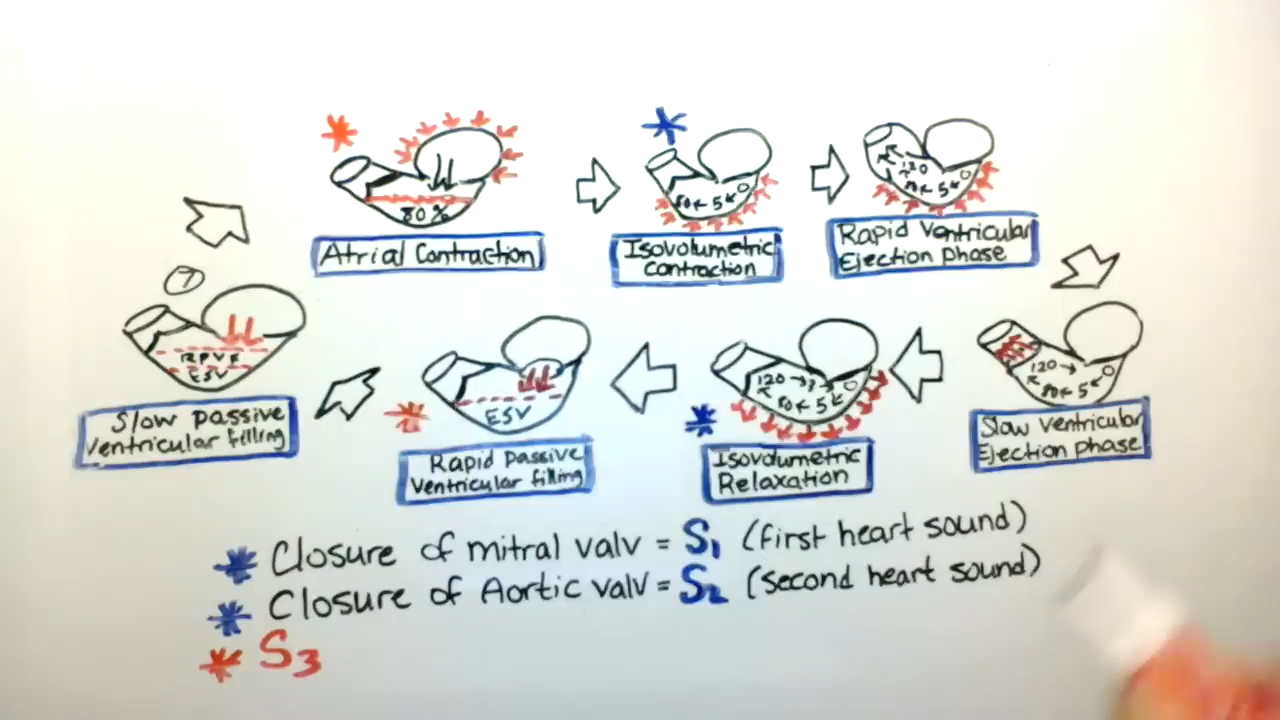 80%
Atrial Contraction
80 5 0
Isovolumetric
contraction
120
80 5 0
Rapid Ventricular
Ejection phase
7
RPVF
ESV
Slow passive
Ventricular filling
ESV
Rapid passive
Ventricular filling
120 ? 0
80 5
Isovolumetric
Relaxation
120 0
80 5
Slow Ventricular
Ejection phase
* Closure of mitral valv = S1 (first heart sound)
* Closure of Aortic valv = S2 (second heart sound)
* S3